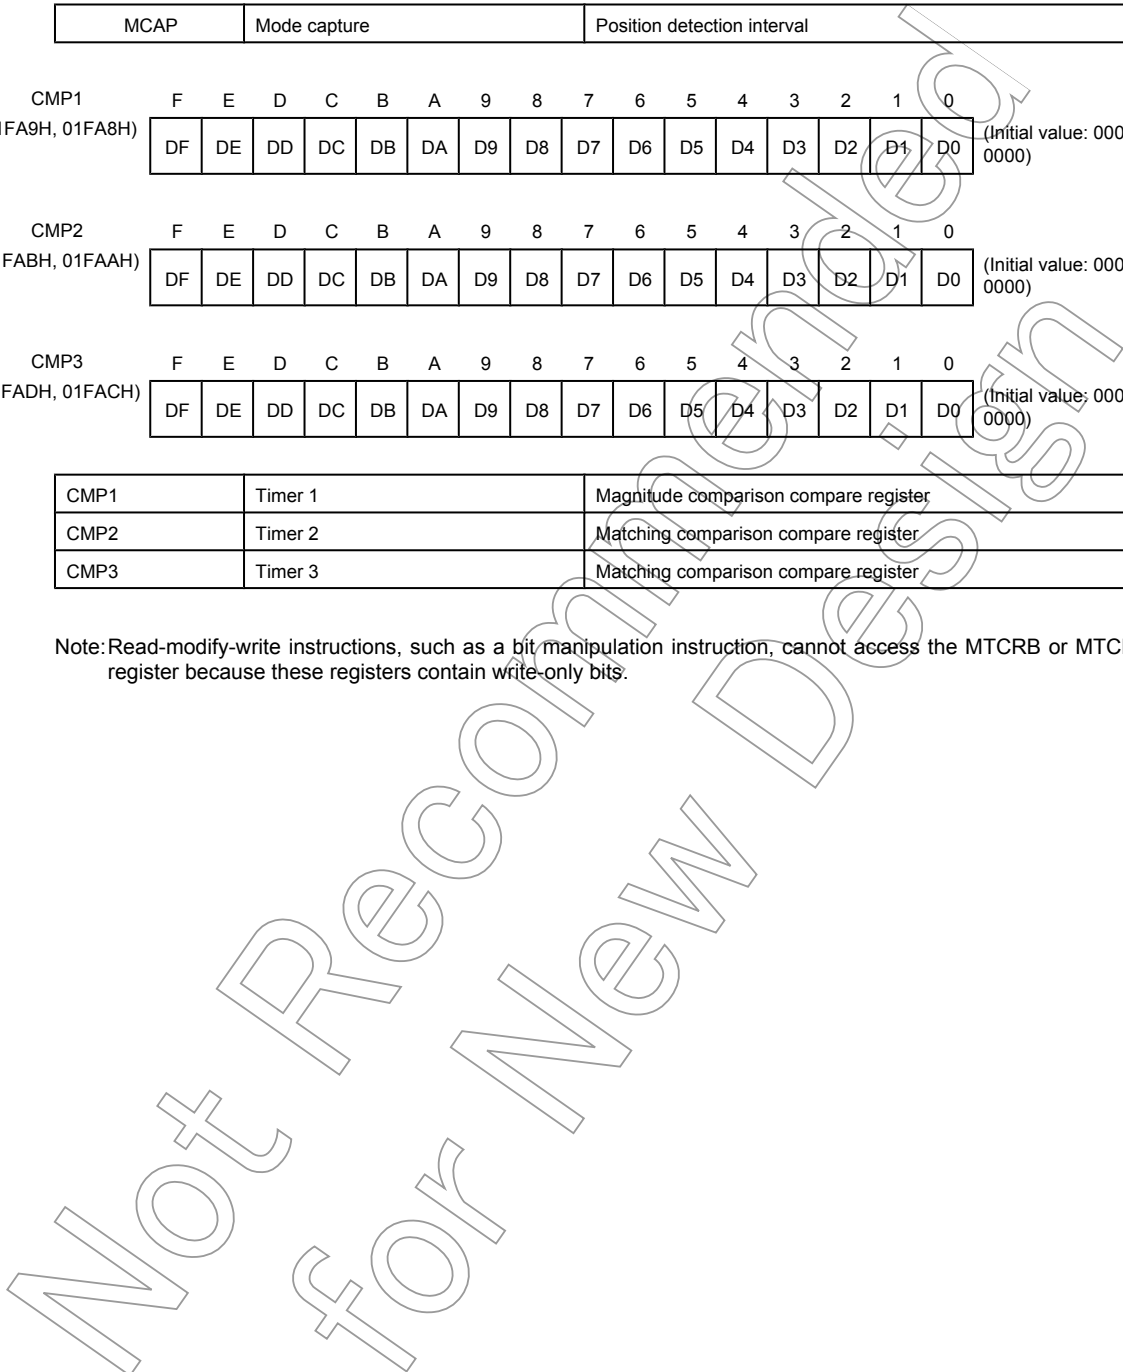 MCAP Mode capture Position detection interval
CMP1 F E D C B A 9 8 7 6 5 4 3 2 1 0
FA9H, 01FA8H) DF DE DD DC DB DA D9 D8 D7 D6 D5 D4 D3 D2 D1 D0 (Initial value: 000
0000)
CMP2 F E D C B A 9 8 7 6 5 4 3 2 1 0
FABH, 01FAAH) DF DE DD DC DB DA D9 D8 D7 D6 D5 D4 D3 D2 D1 D0 (Initial value: 000
0000)
CMP3 F E D C B A 9 8 7 6 5 4 3 2 1 0
FADH, 01FACH) DF DE DD DC DB DA D9 D8 D7 D6 D5 D4 D3 D2 D1 D0 (Initial value: 000
0000)
CMP1 Timer 1 Magnitude comparison compare register
CMP2 Timer 2 Matching comparison compare register
CMP3 Timer 3 Matching comparison compare register
Note: Read-modify-write instructions, such as a bit manipulation instruction, cannot access the MTCRB or
register because these registers contain write-only bits.
Not Recommended
for New Design